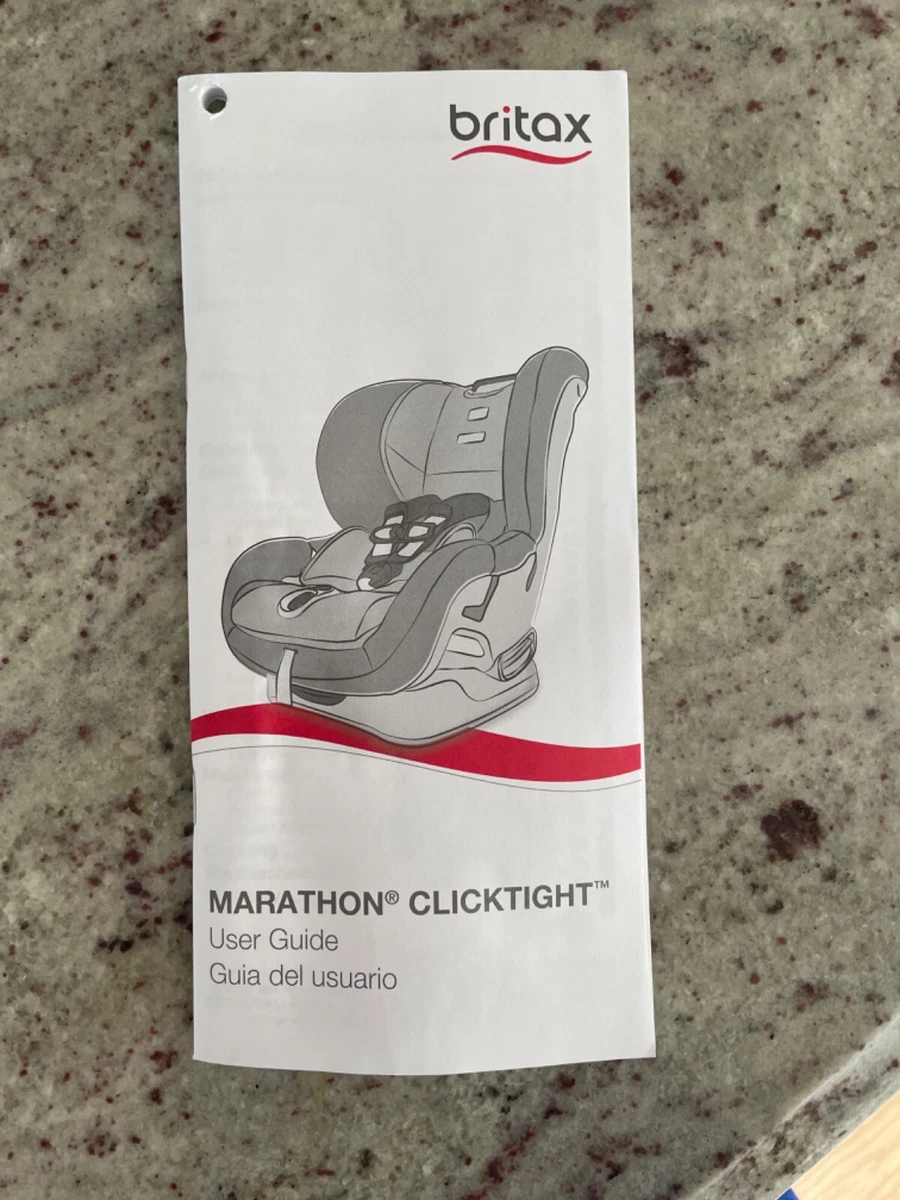 britax
MARATHON® CLICKTIGHT™
User Guide
Guia del usuario